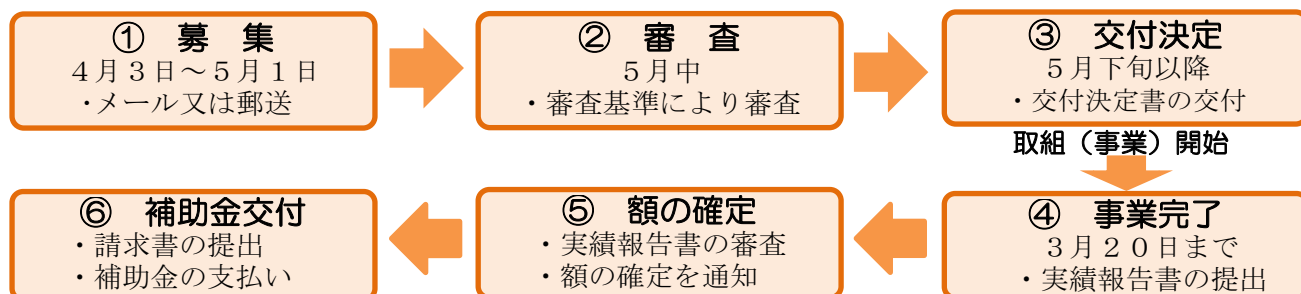 ① 募 集
４月３日～５月１日
・メール又は郵送
② 審 査
５月中
・審査基準により審査
③ 交付決定
５月下旬以降
・交付決定書の交付
取組（事業）開始
④ 事業完了
３月２０日まで
・実績報告書の提出
⑤ 額の確定
・実績報告書の審査
・額の確定を通知
⑥ 補助金交付
・請求書の提出
・補助金の支払い